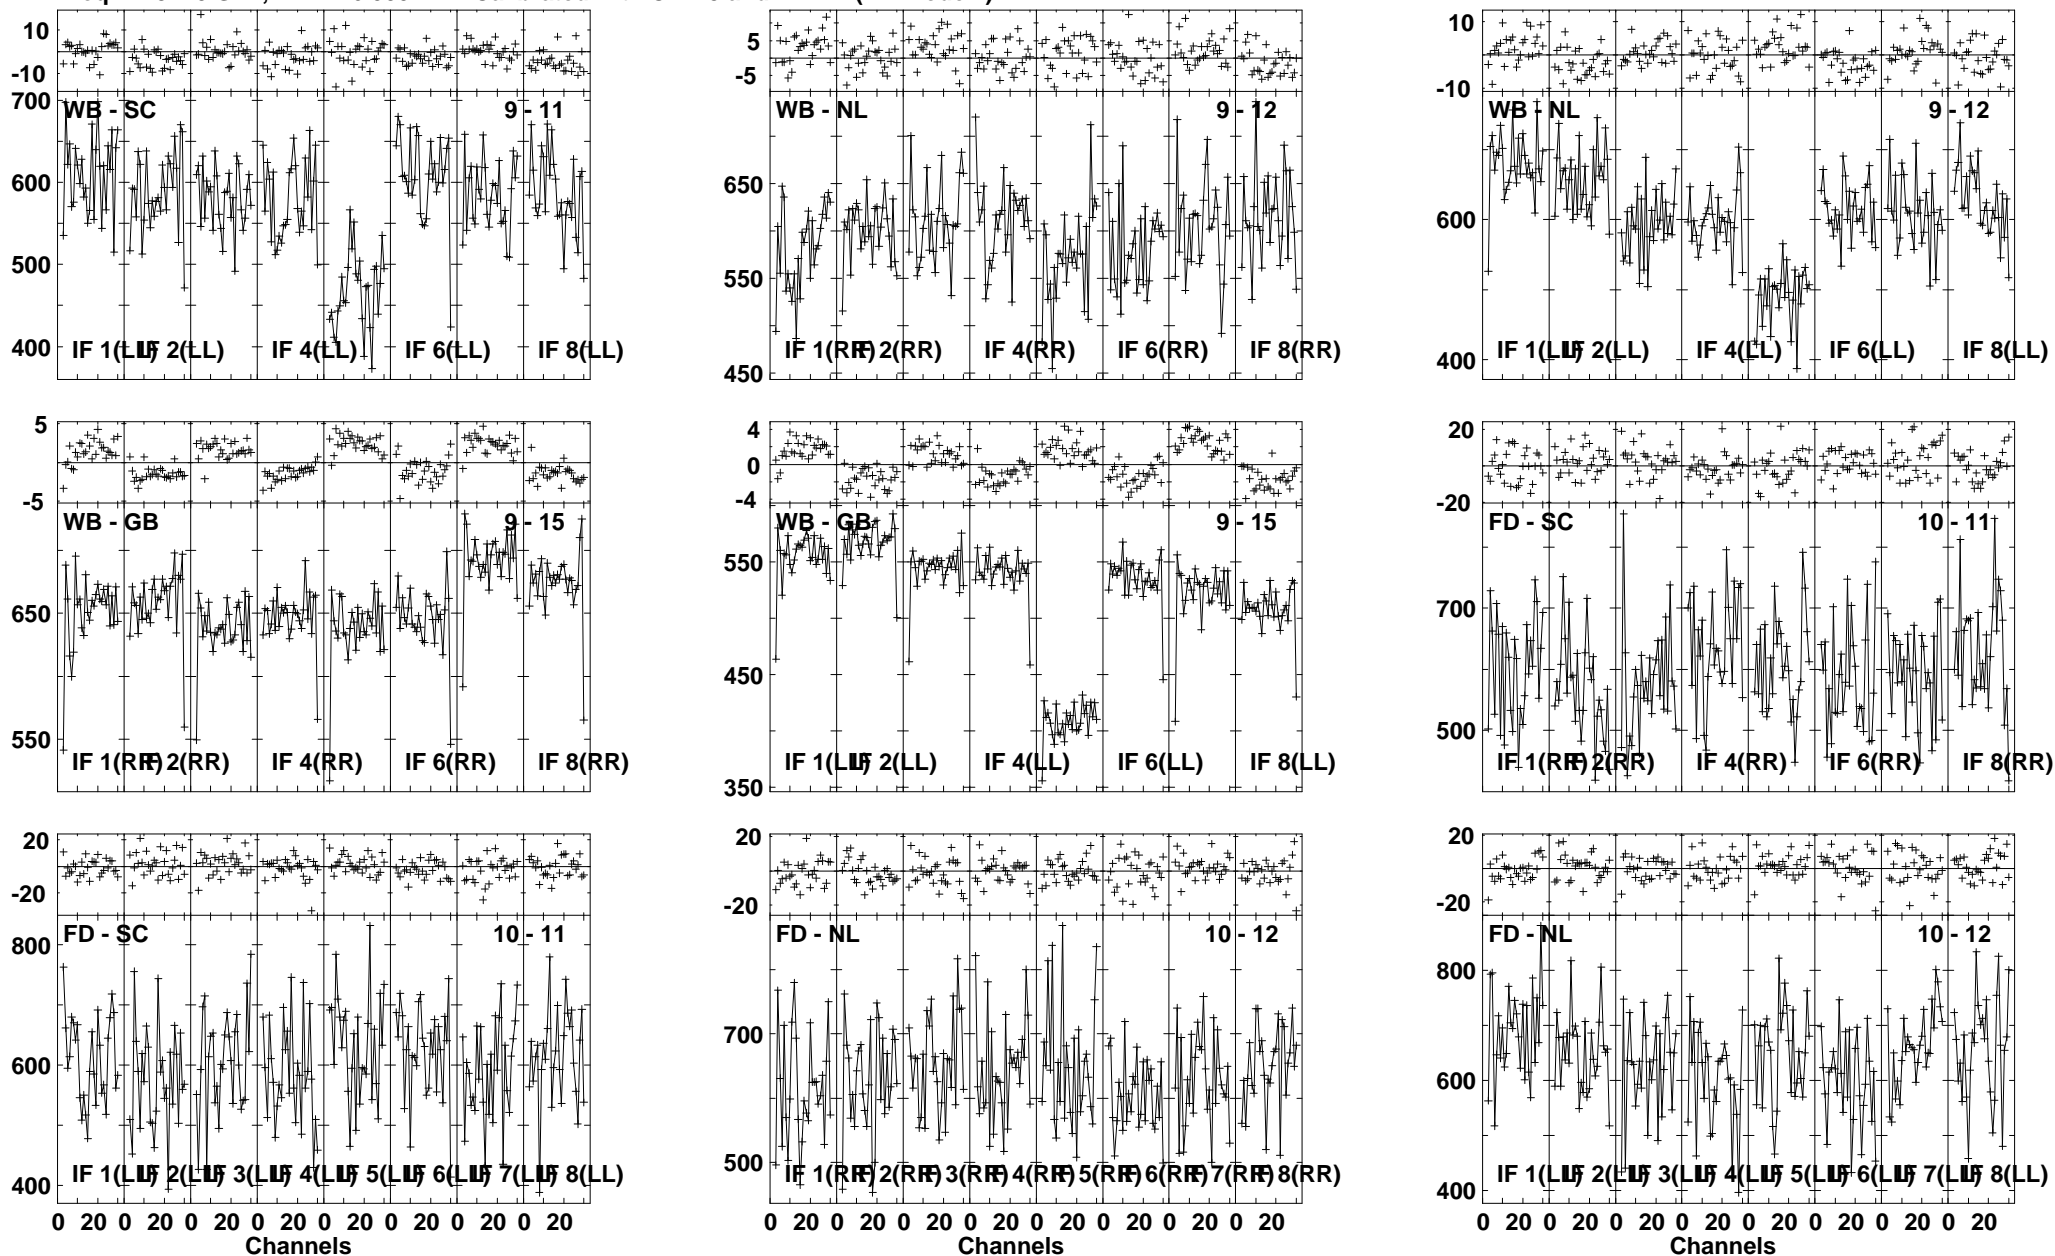 10 5 10
-10 -5 -10
WB - SC 9 - 11 WB - NL 9 - 12 WB - NL 9 - 12
700
600 650 600
500 550
400 450 400
IF 1(LL) IF 2(LL) IF 4(LL) IF 6(LL) IF 8(LL) IF 1(RR) IF 2(RR) IF 4(RR) IF 6(RR) IF 8(RR) IF 1(LL) IF 2(LL) IF 4(LL) IF 6(LL) IF 8(LL)
5 4 20
0
-5 -4 -20
WB - GB 9 - 15 WB - GB 9 - 15 FD - SC 10 - 11
650 550 700
550 450 500
350
IF 1(RR) IF 2(RR) IF 4(RR) IF 6(RR) IF 8(RR) IF 1(LL) IF 2(LL) IF 4(LL) IF 6(LL) IF 8(LL) IF 1(RR) IF 2(RR) IF 4(RR) IF 6(RR) IF 8(RR)
20 20 20
-20 -20 -20
FD - SC 10 - 11 FD - NL 10 - 12 FD - NL 10 - 12
800 700 800
600 500 600
400 400
IF 1(LL) IF 2(LL) IF 3(LL) IF 4(LL) IF 5(LL) IF 6(LL) IF 7(LL) IF 8(LL) IF 1(RR) IF 2(RR) IF 3(RR) IF 4(RR) IF 5(RR) IF 6(RR) IF 7(RR) IF 8(RR) IF 1(LL) IF 2(LL) IF 3(LL) IF 4(LL) IF 5(LL) IF 6(LL) IF 7(LL) IF 8(LL)
0 20 0 20 0 20 0 20 0 20 0 20 0 20 0 20 0 20 0 20 0 20 0 20 0 20 0 20 0 20 0 20 0 20 0 20 0 20 0 20 0 20 0 20 0 20 0 20
Channels Channels Channels